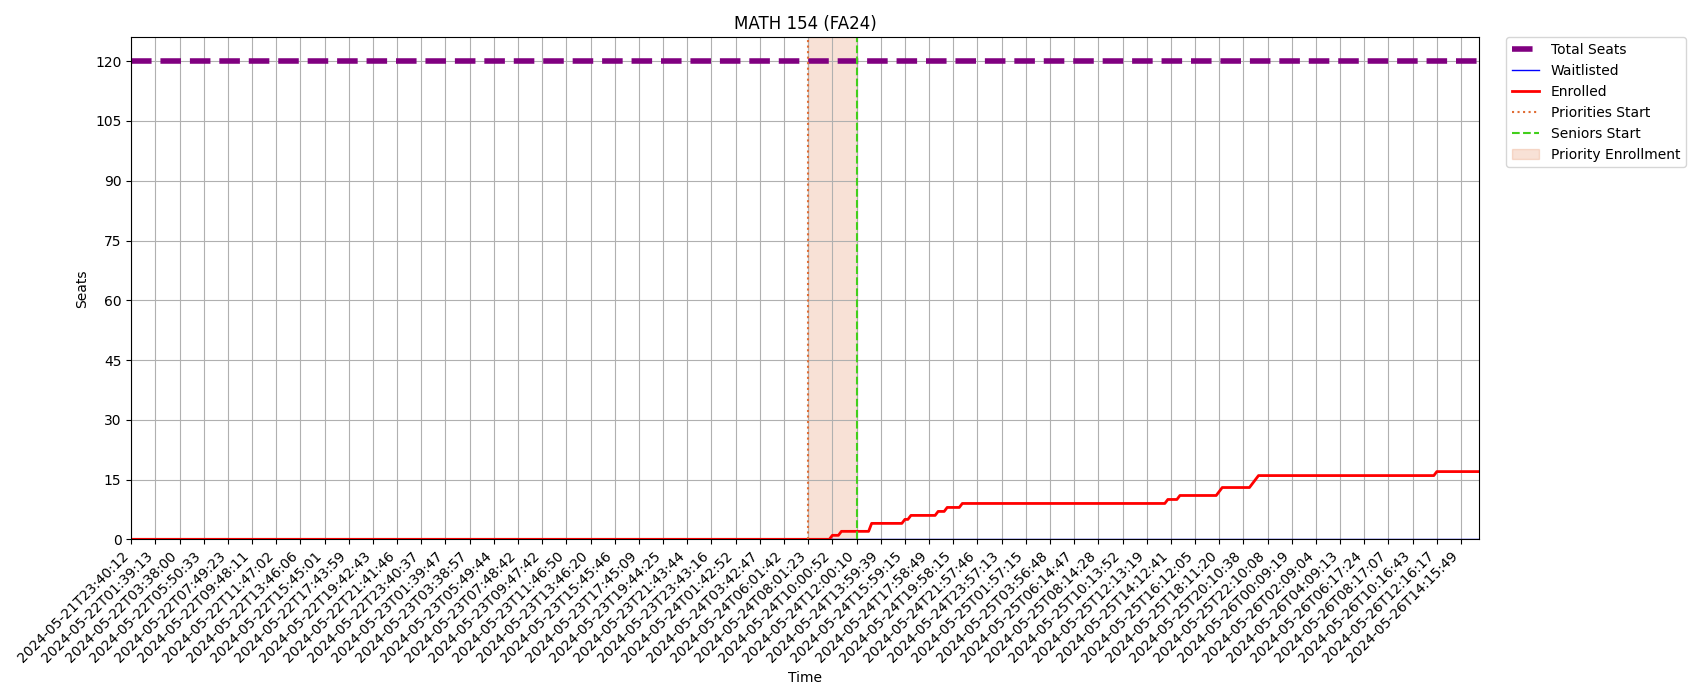 MATH 154 (FA24)
Total Seats
Waitlisted
Enrolled
Priorities Start
Seniors Start
Priority Enrollment
Seats
120
105
90
75
60
45
30
15
0
2024-05-21T23:40:12
2024-05-22T01:39:13
2024-05-22T03:38:00
2024-05-22T05:50:33
2024-05-22T07:49:23
2024-05-22T09:48:11
2024-05-22T11:47:02
2024-05-22T13:46:06
2024-05-22T15:45:01
2024-05-22T17:43:59
2024-05-22T19:42:43
2024-05-22T21:41:46
2024-05-22T23:40:37
2024-05-23T01:39:47
2024-05-23T03:38:57
2024-05-23T05:49:44
2024-05-23T07:48:42
2024-05-23T09:47:42
2024-05-23T11:46:50
2024-05-23T13:46:20
2024-05-23T15:45:46
2024-05-23T17:45:09
2024-05-23T19:44:25
2024-05-23T21:43:44
2024-05-23T23:43:16
2024-05-24T01:42:52
2024-05-24T03:42:47
2024-05-24T06:01:42
2024-05-24T08:01:23
2024-05-24T10:00:52
2024-05-24T12:00:10
2024-05-24T13:59:39
2024-05-24T15:59:15
2024-05-24T17:58:49
2024-05-24T19:58:15
2024-05-24T21:57:46
2024-05-24T23:57:13
2024-05-25T01:57:15
2024-05-25T03:56:48
2024-05-25T06:14:47
2024-05-25T08:14:28
2024-05-25T10:13:52
2024-05-25T12:13:19
2024-05-25T14:12:41
2024-05-25T16:12:05
2024-05-25T18:11:20
2024-05-25T20:10:38
2024-05-25T22:10:08
2024-05-26T00:09:19
2024-05-26T02:09:04
2024-05-26T04:09:13
2024-05-26T06:17:24
2024-05-26T08:17:07
2024-05-26T10:16:43
2024-05-26T12:16:17
2024-05-26T14:15:49
Time